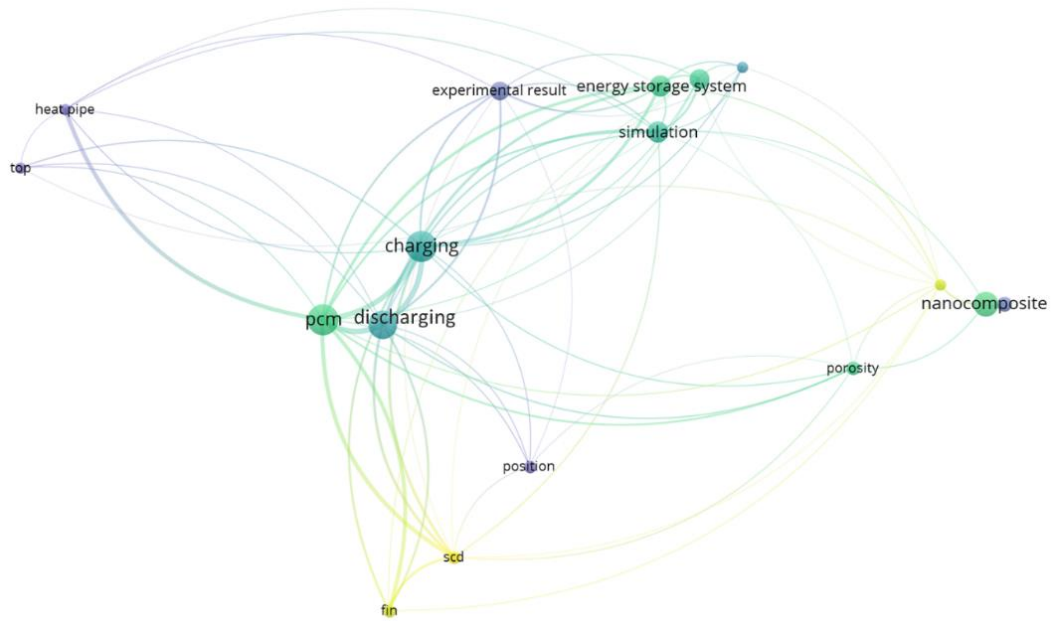 experimental result
energy storage system
heat pipe
simulation
top
charging
nanocomposite
pcm
discharging
porosity
position
scd
fin